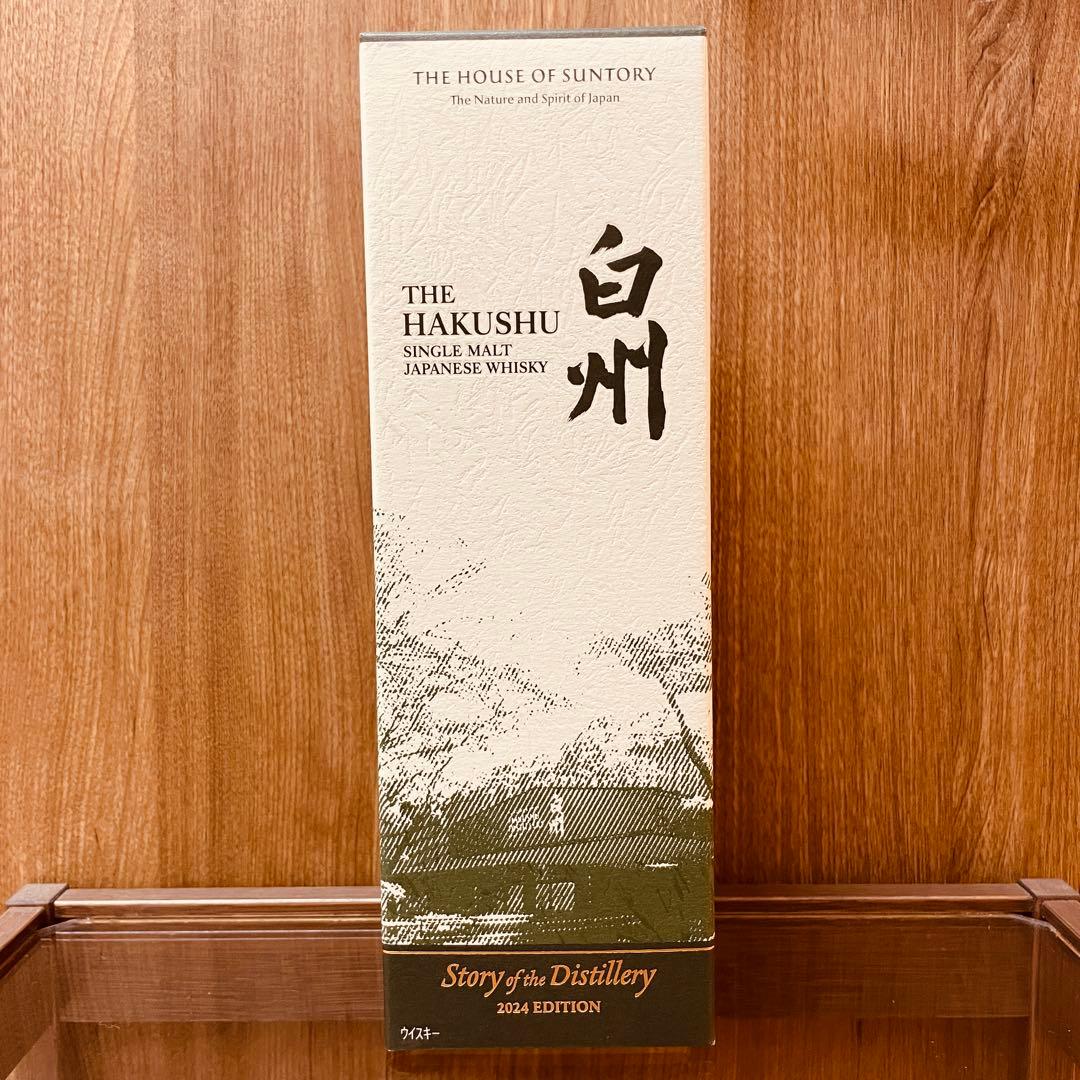 THE HOUSE OF SUNTORY
The Nature and Spirit of Japan
THE
HAKUSHU
SINGLE MALT
JAPANESE WHISKY
白州
Story of the Distillery
2024 EDITION
ウイスキー